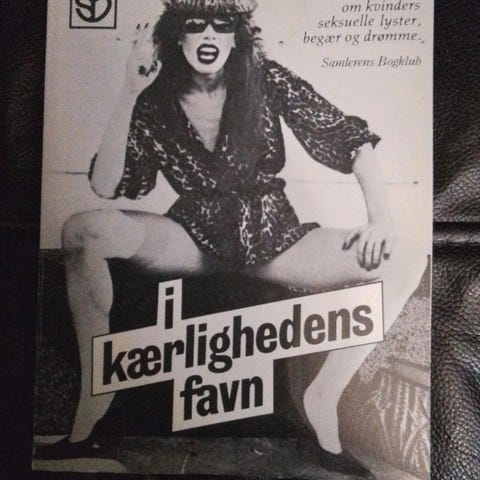 om kvinders
seksuelle lyster,
begær og drømme.
Samlerens Bogklub
i
kærlighedens
favn